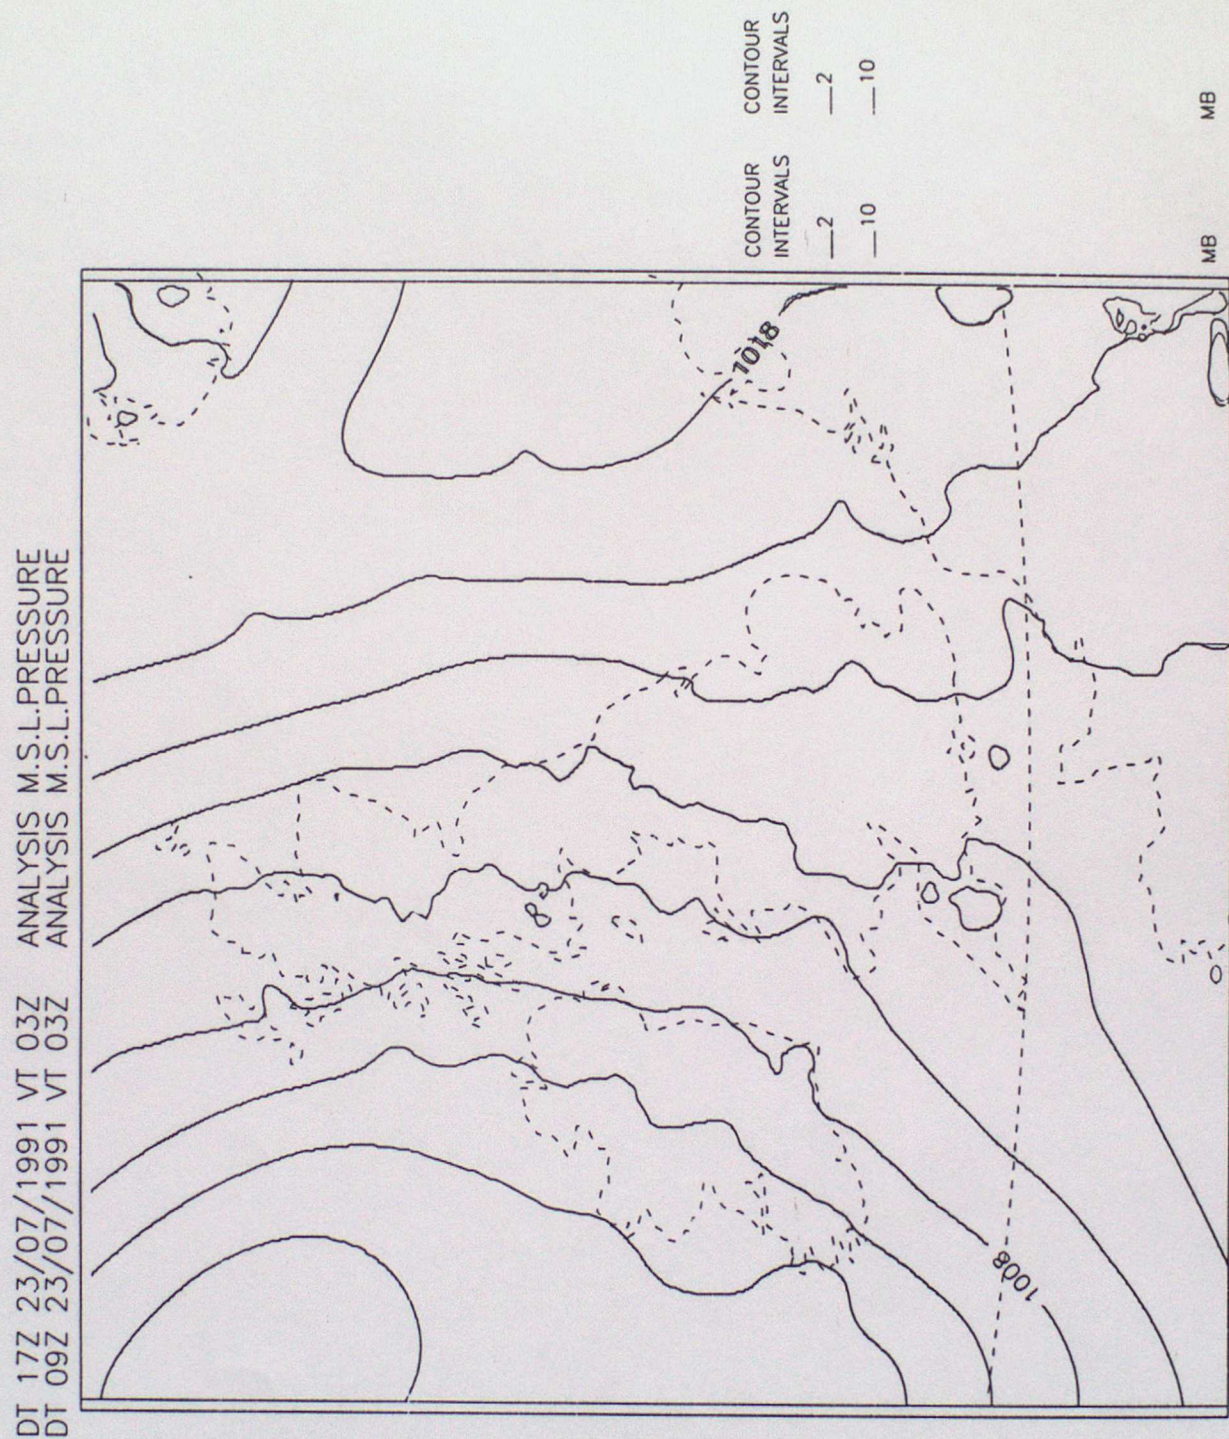 DT 17Z 23/07/1991 VT 03Z ANALYSIS M.S.L.PRESSURE
DT 09Z 23/07/1991 VT 03Z ANALYSIS M.S.L.PRESSURE
1018
8
1008
CONTOUR
INTERVALS
2
10
MB
CONTOUR
INTERVALS
2
10
MB